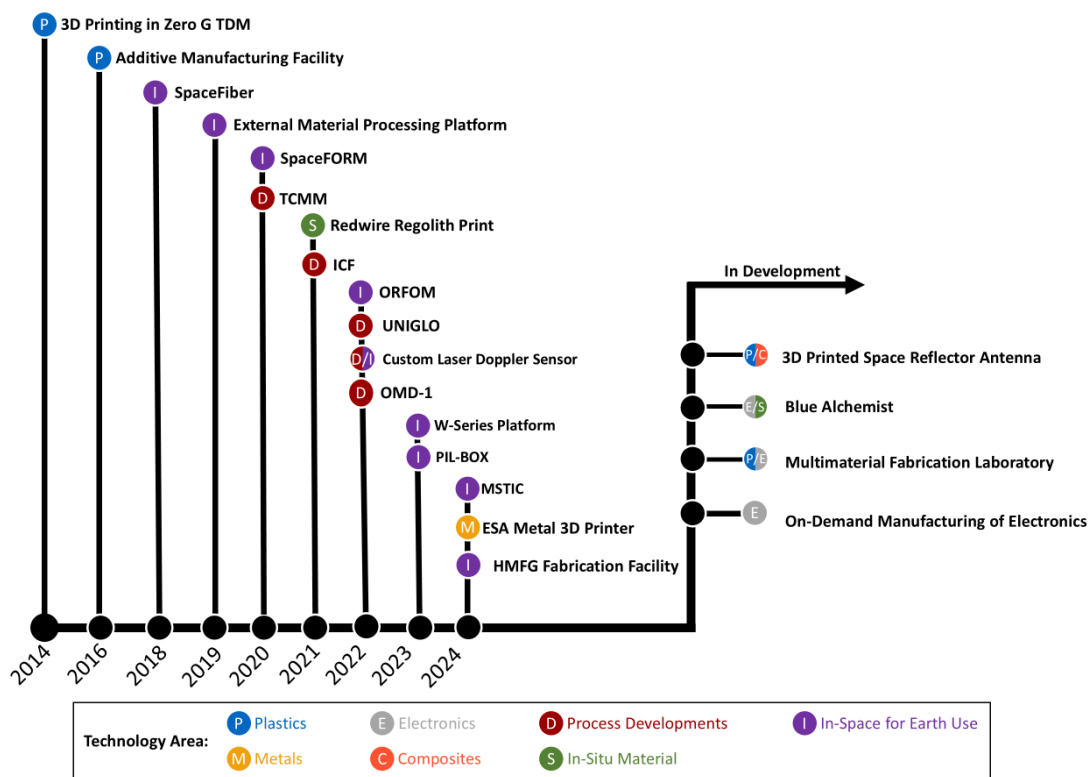 P 3D Printing in Zero G TDM
P Additive Manufacturing Facility
I SpaceFiber
I External Material Processing Platform
I SpaceFORM
D TCMM
S Redwire Regolith Print
D ICF
I ORFOM
D UNIGLO
D/I Custom Laser Doppler Sensor
D OMD-1
I W-Series Platform
I PIL-BOX
I MSTIC
M ESA Metal 3D Printer
I HMFG Fabrication Facility
In Development
P/C 3D Printed Space Reflector Antenna
E/S Blue Alchemist
P/E Multimaterial Fabrication Laboratory
E On-Demand Manufacturing of Electronics
2014 2016 2018 2019 2020 2021 2022 2023 2024
Technology Area:
P Plastics E Electronics D Process Developments I In-Space for Earth Use
M Metals C Composites S In-Situ Material